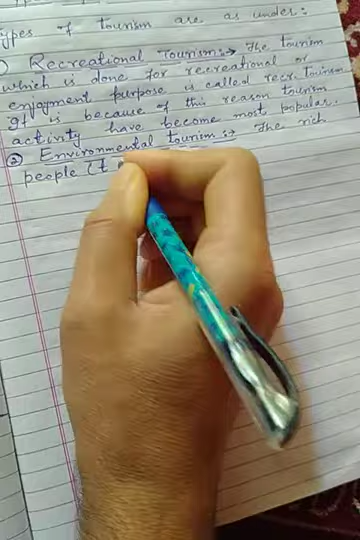 types of tourism are as under:
① Recreational Tourism:→ The tourism
which is done for recreational or
enjoyment purpose is called recr. Tourism
It is because of this reason tourism
activity have become most popular.
② Environmental tourism:→ The rich
people (t